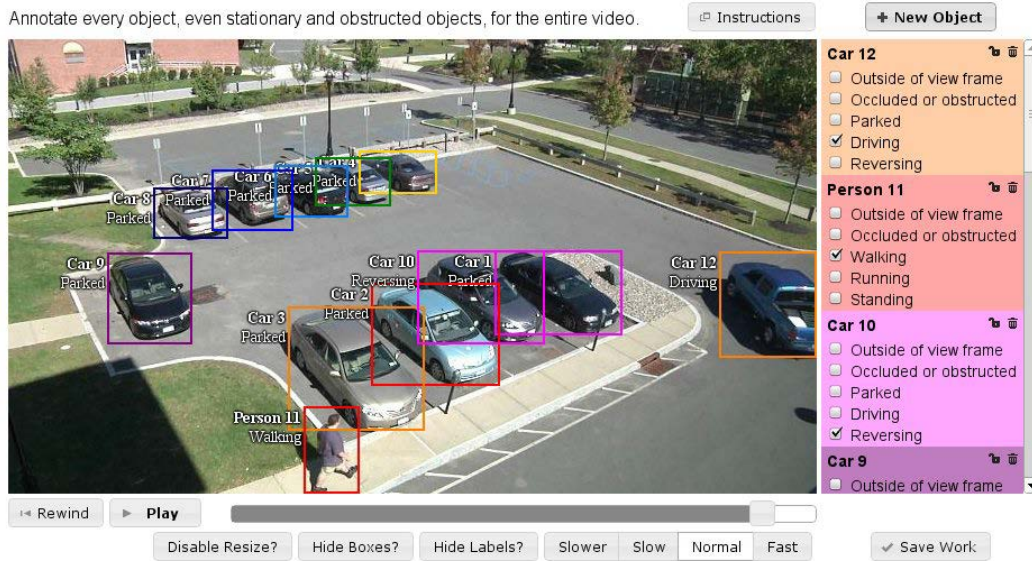 Annotate every object, even stationary and obstructed objects, for the entire video.
Instructions
+ New Object
Car 12
Outside of view frame
Occluded or obstructed
Parked
Driving
Reversing
Person 11
Outside of view frame
Occluded or obstructed
Walking
Running
Standing
Car 10
Outside of view frame
Occluded or obstructed
Parked
Driving
Reversing
Car 9
Outside of view frame
Car 4
Parked
Car 5
Parked
Car 6
Parked
Car 7
Parked
Car 8
Parked
Car 9
Parked
Car 10
Reversing
Car 1
Parked
Car 12
Driving
Car 2
Parked
Car 3
Parked
Person 11
Walking
Rewind
Play
Disable Resize?
Hide Boxes?
Hide Labels?
Slower
Slow
Normal
Fast
Save Work